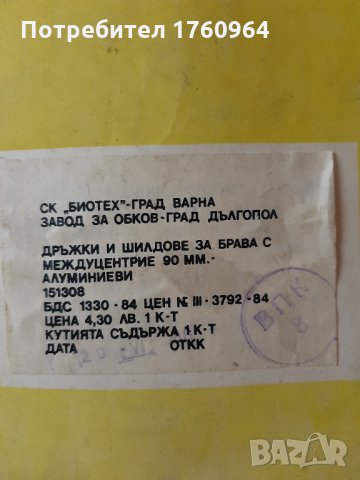 Потребител 1760964
СК „БИОТЕХ"-ГРАД ВАРНА
ЗАВОД ЗА ОБКОВ-ГРАД ДЪЛГОПОЛ
ДРЪЖКИ И ШИЛДОВЕ ЗА БРАВА С
МЕЖДУЦЕНТРИЕ 90 ММ.-
АЛУМИНИЕВИ
151308
БДС 1330-84 ЦЕН № III-3792-84
ЦЕНА 4,30 ЛВ. 1 К-Т
КУТИЯТА СЪДЪРЖА 1 К-Т
ДАТА ОТКК
ВПК
8
BAZAR